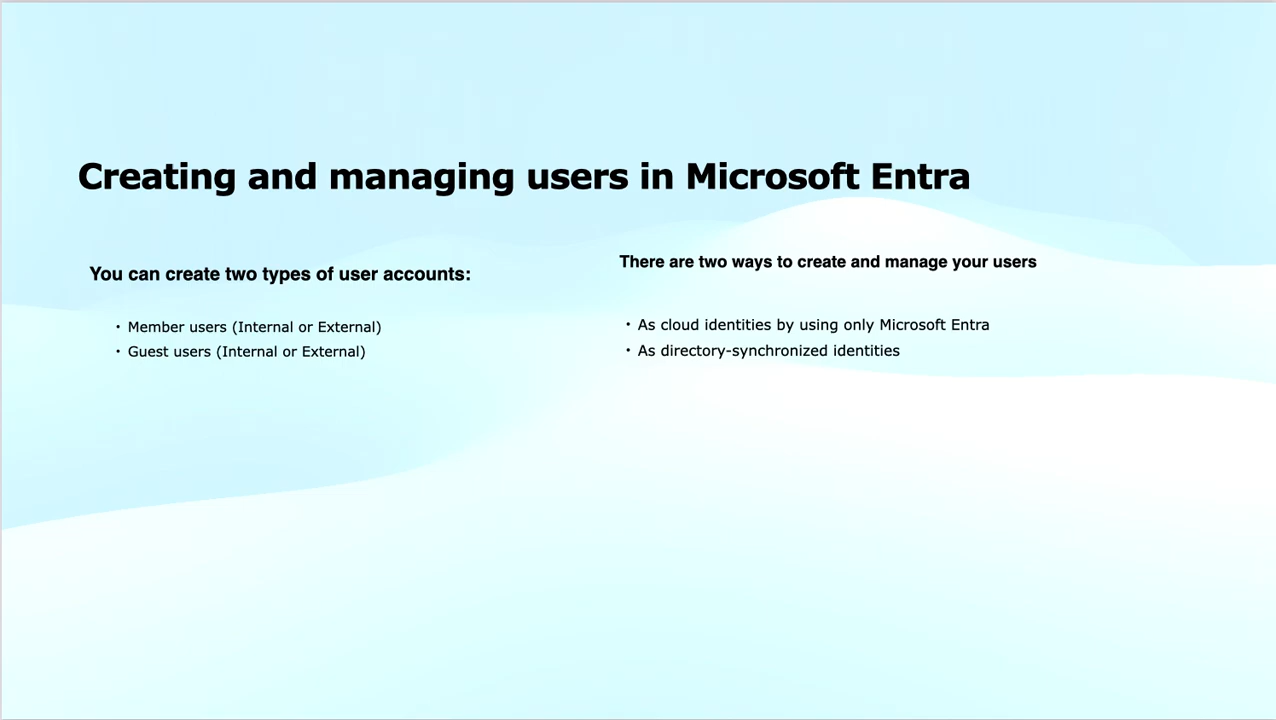 Creating and managing users in Microsoft Entra
You can create two types of user accounts:
• Member users (Internal or External)
• Guest users (Internal or External)
There are two ways to create and manage your users
• As cloud identities by using only Microsoft Entra
• As directory-synchronized identities